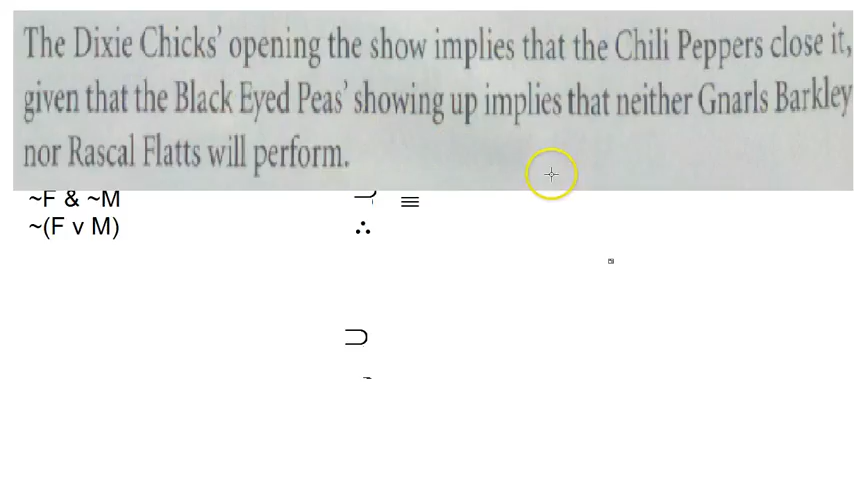 The Dixie Chicks' opening the show implies that the Chili Peppers close it,
given that the Black Eyed Peas' showing up implies that neither Gnarls Barkley
nor Rascal Flatts will perform.
~F & ~M ≡
~(F v M) ∴
⊃